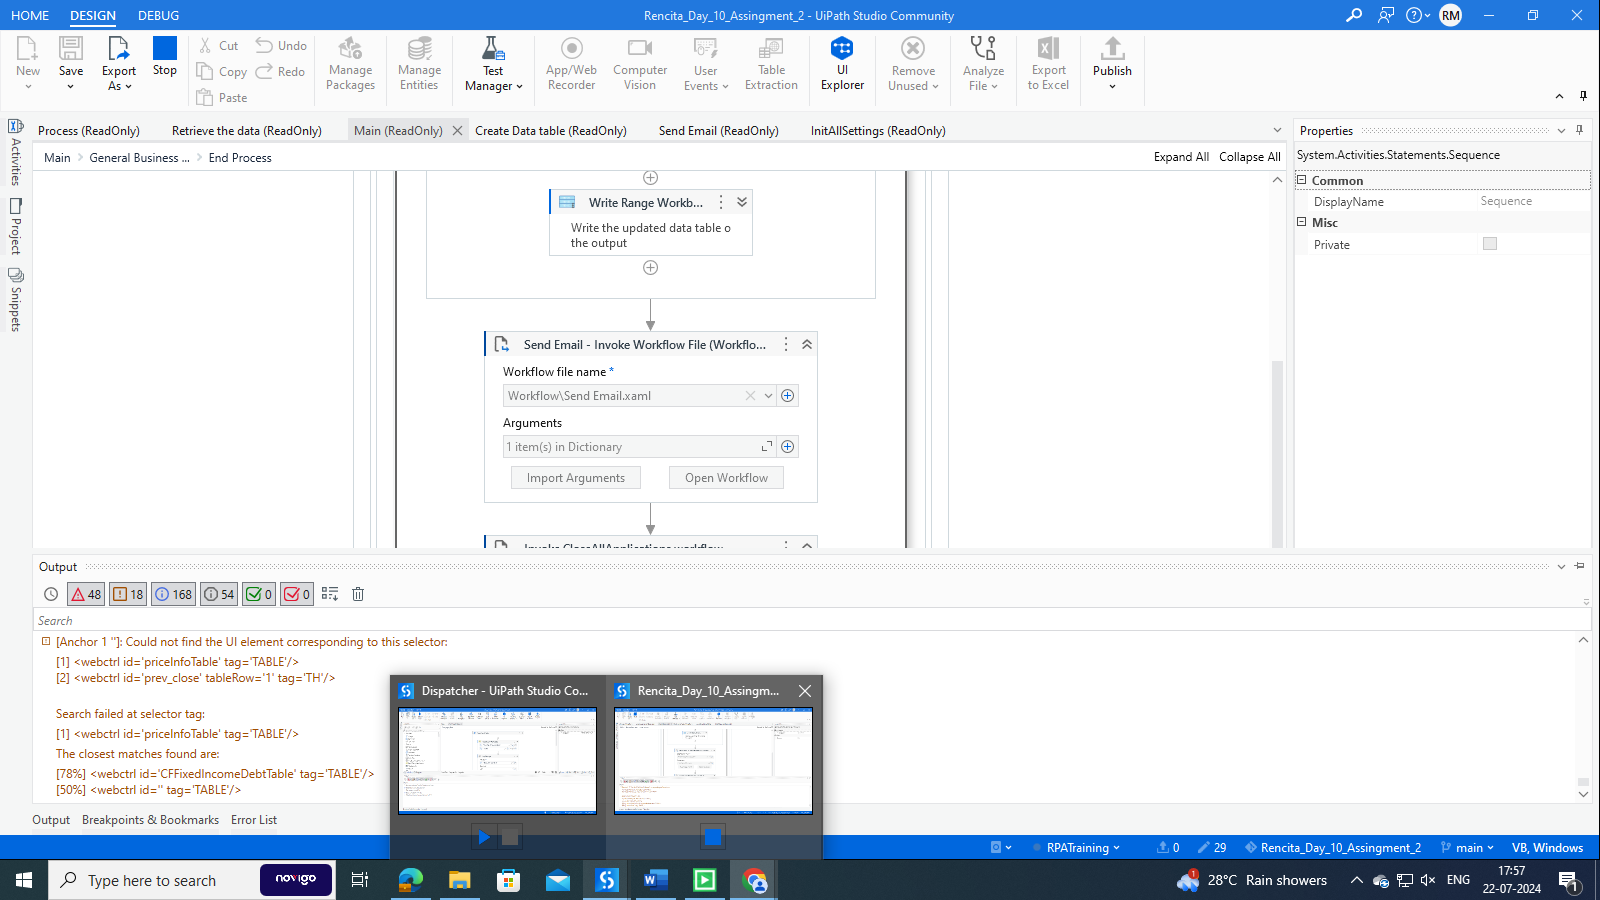 HOME DESIGN DEBUG
Rencita_Day_10_Assingment_2 - UiPath Studio Community
RM
New
Save
Export As
Stop
Cut
Copy
Paste
Undo
Redo
Manage Packages
Manage Entities
Test Manager
App/Web Recorder
Computer Vision
User Events
Table Extraction
UI Explorer
Remove Unused
Analyze File
Export to Excel
Publish
Process (ReadOnly) Retrieve the data (ReadOnly) Main (ReadOnly) Create Data table (ReadOnly) Send Email (ReadOnly) InitAllSettings (ReadOnly)
Activities
Project
Snippets
Main > General Business ... > End Process
Expand All Collapse All
Write Range Workb...
Write the updated data table o
the output
Send Email - Invoke Workflow File (Workflo...
Workflow file name *
Workflow\Send Email.xaml
Arguments
1 item(s) in Dictionary
Import Arguments Open Workflow
Invoke CloseAllApplications workflow
Properties
System.Activities.Statements.Sequence
Common
DisplayName Sequence
Misc
Private
Output
48 18 168 54 0 0
Search
[Anchor 1 '']: Could not find the UI element corresponding to this selector:
[1] <webctrl id='priceInfoTable' tag='TABLE'/>
[2] <webctrl id='prev_close' tableRow='1' tag='TH'/>
Search failed at selector tag:
[1] <webctrl id='priceInfoTable' tag='TABLE'/>
The closest matches found are:
[78%] <webctrl id='CFFixedIncomeDebtTable' tag='TABLE'/>
[50%] <webctrl id='' tag='TABLE'/>
Dispatcher - UiPath Studio Co...
Rencita_Day_10_Assingm...
Output Breakpoints & Bookmarks Error List
RPATraining 0 29 Rencita_Day_10_Assingment_2 main VB, Windows
Type here to search
novigo
1
28°C Rain showers
ENG
17:57
22-07-2024
1